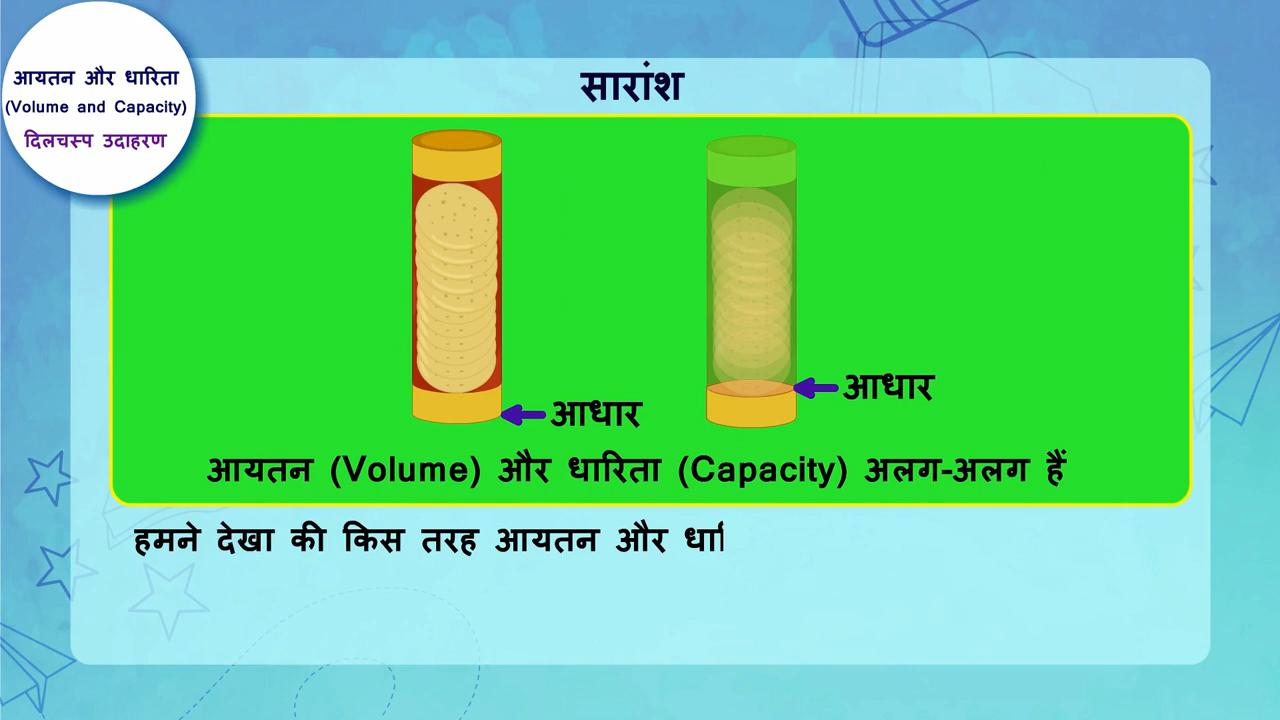 आयतन और धारिता
(Volume and Capacity)
दिलचस्प उदाहरण
सारांश
आधार
आधार
आयतन (Volume) और धारिता (Capacity) अलग-अलग हैं
हमने देखा की किस तरह आयतन और